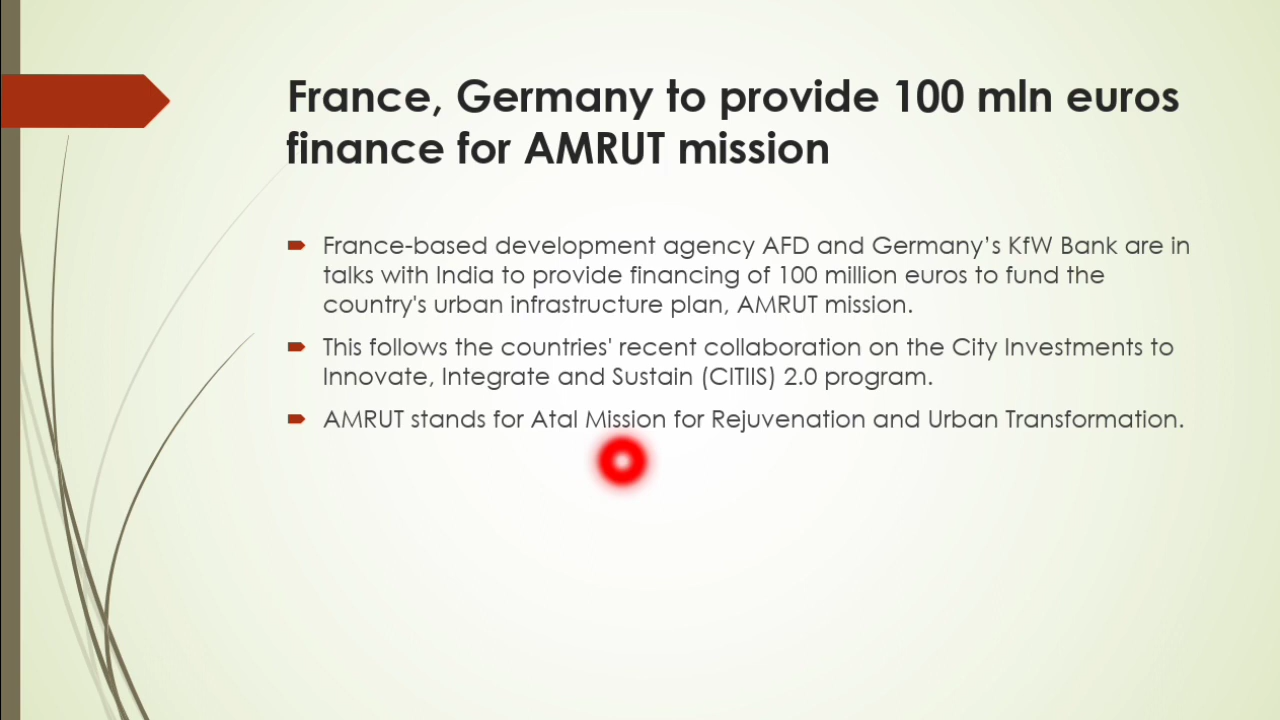 France, Germany to provide 100 mln euros
finance for AMRUT mission
France-based development agency AFD and Germany’s KfW Bank are in
talks with India to provide financing of 100 million euros to fund the
country's urban infrastructure plan, AMRUT mission.
This follows the countries' recent collaboration on the City Investments to
Innovate, Integrate and Sustain (CITIIS) 2.0 program.
AMRUT stands for Atal Mission for Rejuvenation and Urban Transformation.